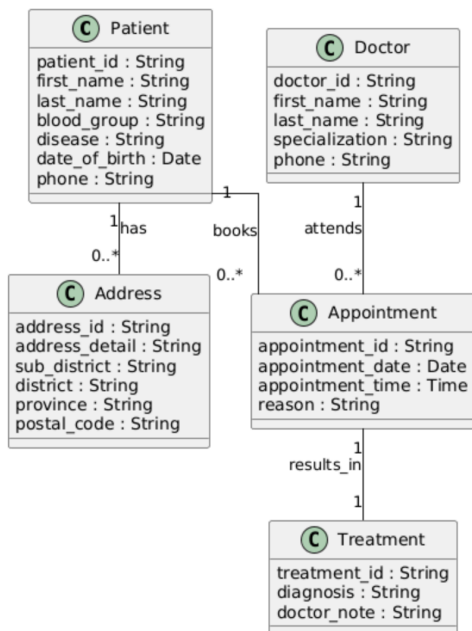 C Patient
patient_id : String
first_name : String
last_name : String
blood_group : String
disease : String
date_of_birth : Date
phone : String
C Doctor
doctor_id : String
first_name : String
last_name : String
specialization : String
phone : String
1
has
0..*
1
books
0..*
1
attends
0..*
C Address
address_id : String
address_detail : String
sub_district : String
district : String
province : String
postal_code : String
C Appointment
appointment_id : String
appointment_date : Date
appointment_time : Time
reason : String
1
results_in
1
C Treatment
treatment_id : String
diagnosis : String
doctor_note : String